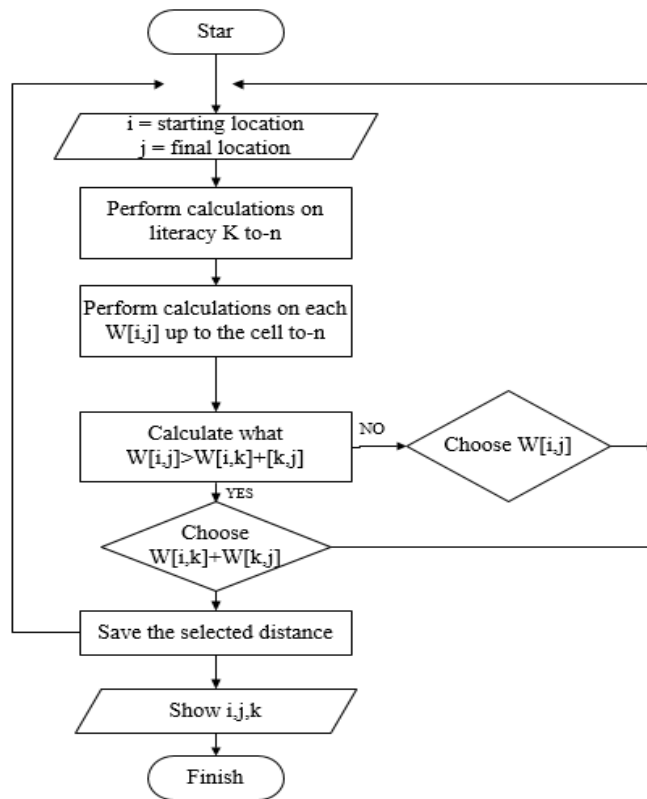 Star
i = starting location
j = final location
Perform calculations on
literacy K to-n
Perform calculations on each
W[i,j] up to the cell to-n
Calculate what
W[i,j]>W[i,k]+[k,j]
NO
Choose W[i,j]
YES
Choose
W[i,k]+W[k,j]
Save the selected distance
Show i,j,k
Finish